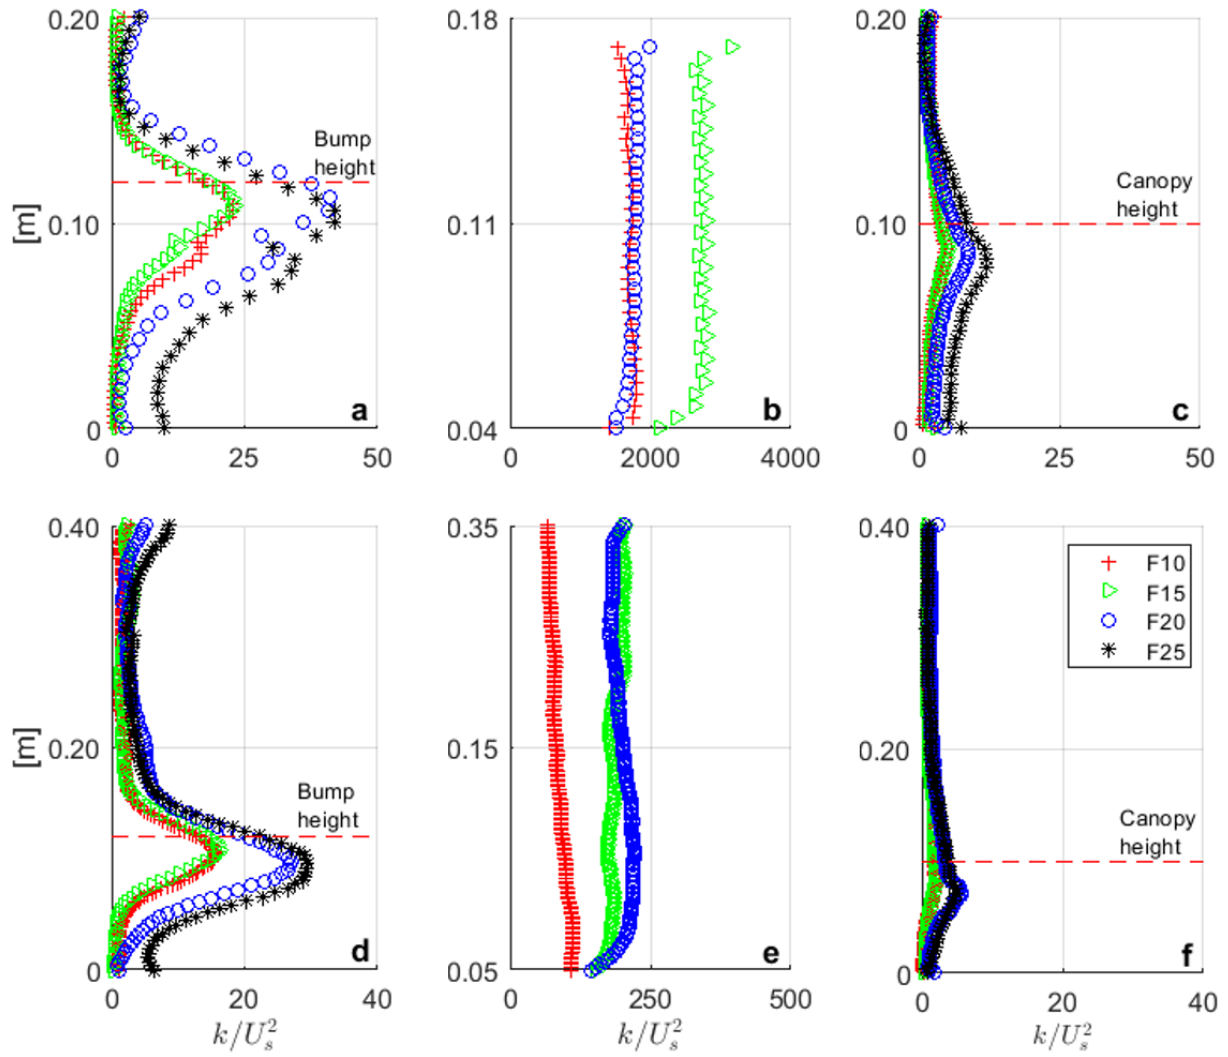 0.20
0.10
0
[m]
0
25
50
Bump
height
a
0.18
0.11
0.04
0
2000
4000
b
0.20
0.10
0
0
25
50
Canopy
height
c
0.40
0.20
0
[m]
0
20
40
k/U_s^2
Bump
height
d
0.35
0.15
0.05
0
250
500
k/U_s^2
e
0.40
0.20
0
0
20
40
k/U_s^2
F10
F15
F20
F25
Canopy
height
f